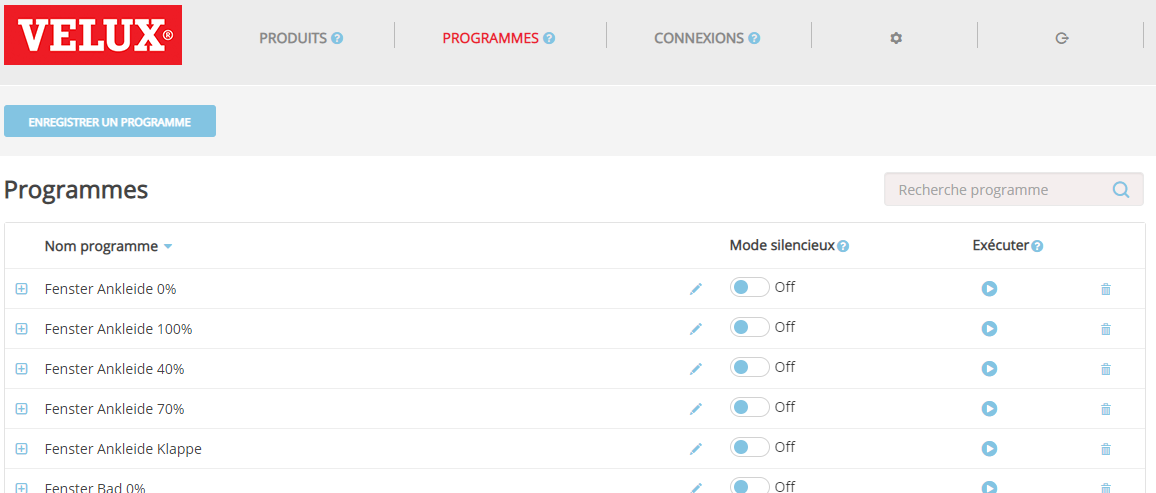 VELUX®
PRODUITS ? PROGRAMMES ? CONNEXIONS ?
ENREGISTRER UN PROGRAMME
Programmes
Recherche programme
Nom programme Mode silencieux ? Exécuter ?
Fenster Ankleide 0% Off
Fenster Ankleide 100% Off
Fenster Ankleide 40% Off
Fenster Ankleide 70% Off
Fenster Ankleide Klappe Off
Fenster Bad 0% Off